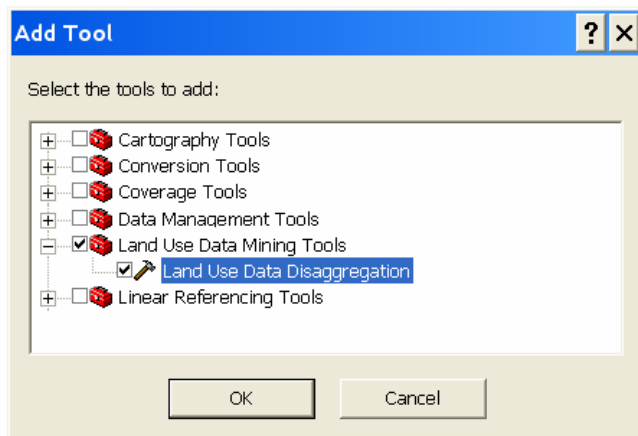 Add Tool
?
Select the tools to add:
Cartography Tools
Conversion Tools
Coverage Tools
Data Management Tools
Land Use Data Mining Tools
Land Use Data Disaggregation
Linear Referencing Tools
OK Cancel